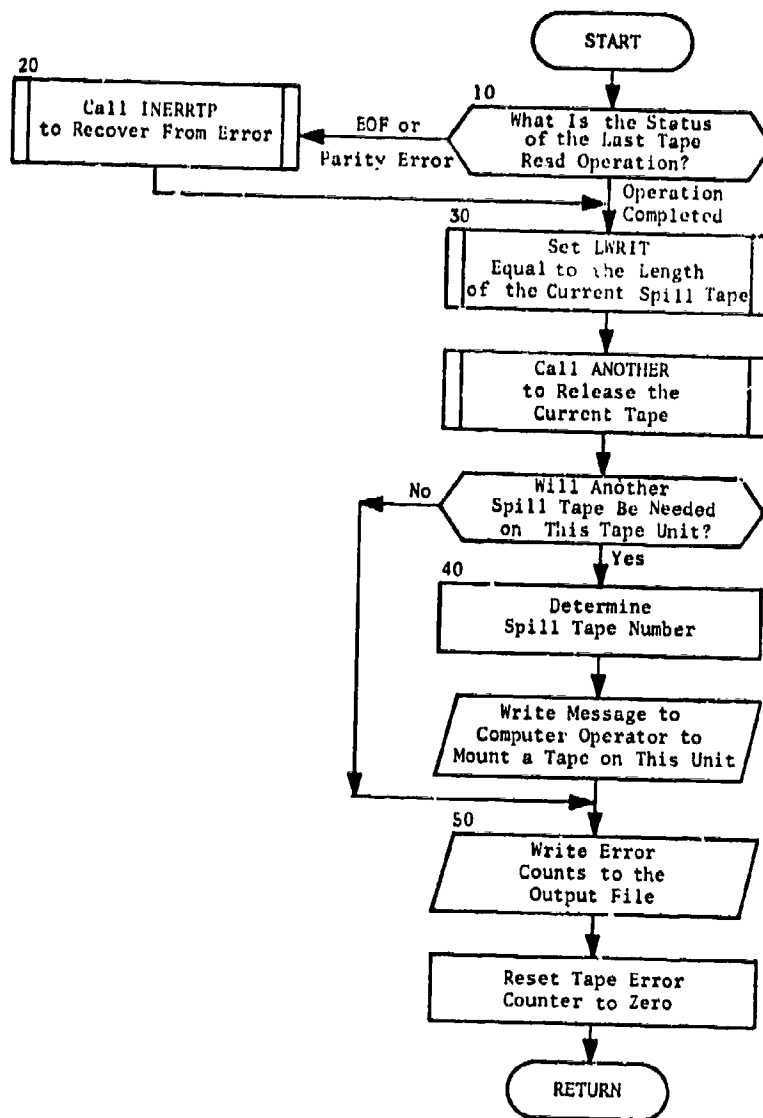 START
20
Call INERRTP
to Recover From Error
EOF or
Parity Error
10
What Is the Status
of the Last Tape
Read Operation?
Operation
Completed
30
Set LWRIT
Equal to the Length
of the Current Spill Tape
Call ANOTHER
to Release the
Current Tape
No
Will Another
Spill Tape Be Needed
on This Tape Unit?
Yes
40
Determine
Spill Tape Number
Write Message to
Computer Operator to
Mount a Tape on This Unit
50
Write Error
Counts to the
Output File
Reset Tape Error
Counter to Zero
RETURN